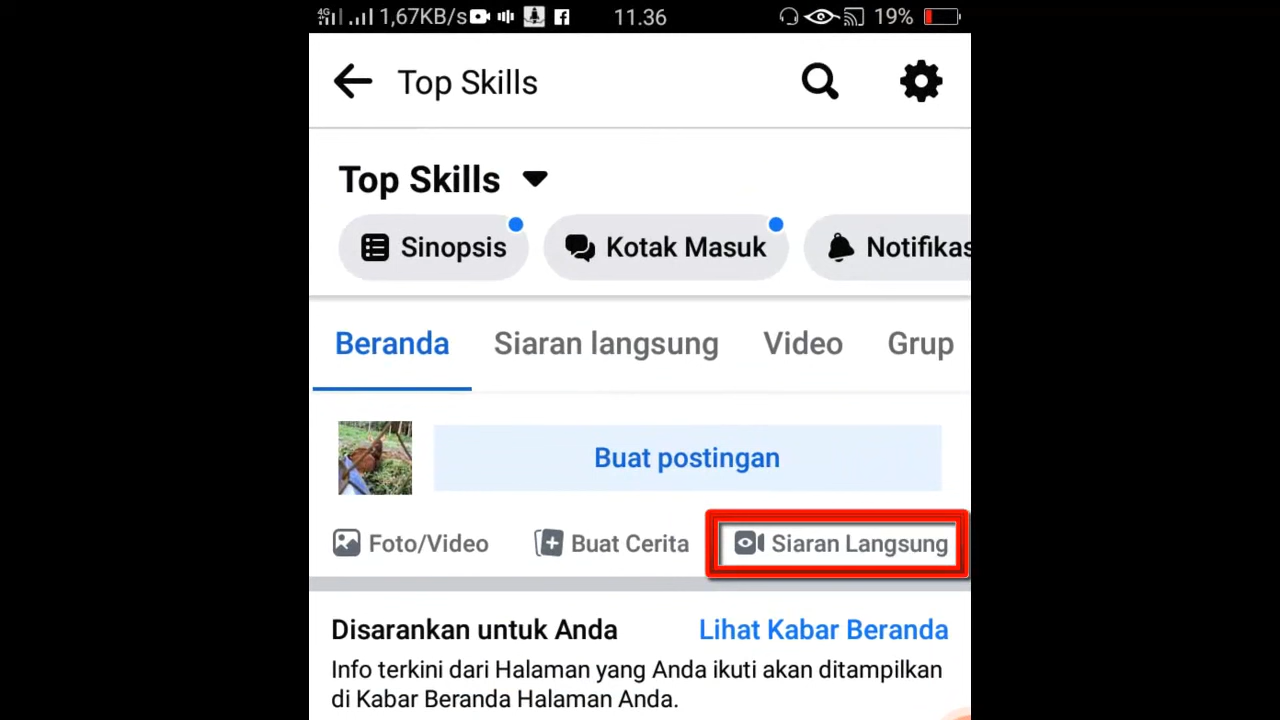 4G 1,67KB/s 11.36 19%
Top Skills
Top Skills
Sinopsis Kotak Masuk Notifikas
Beranda Siaran langsung Video Grup
Buat postingan
Foto/Video Buat Cerita Siaran Langsung
Disarankan untuk Anda Lihat Kabar Beranda
Info terkini dari Halaman yang Anda ikuti akan ditampilkan
di Kabar Beranda Halaman Anda.